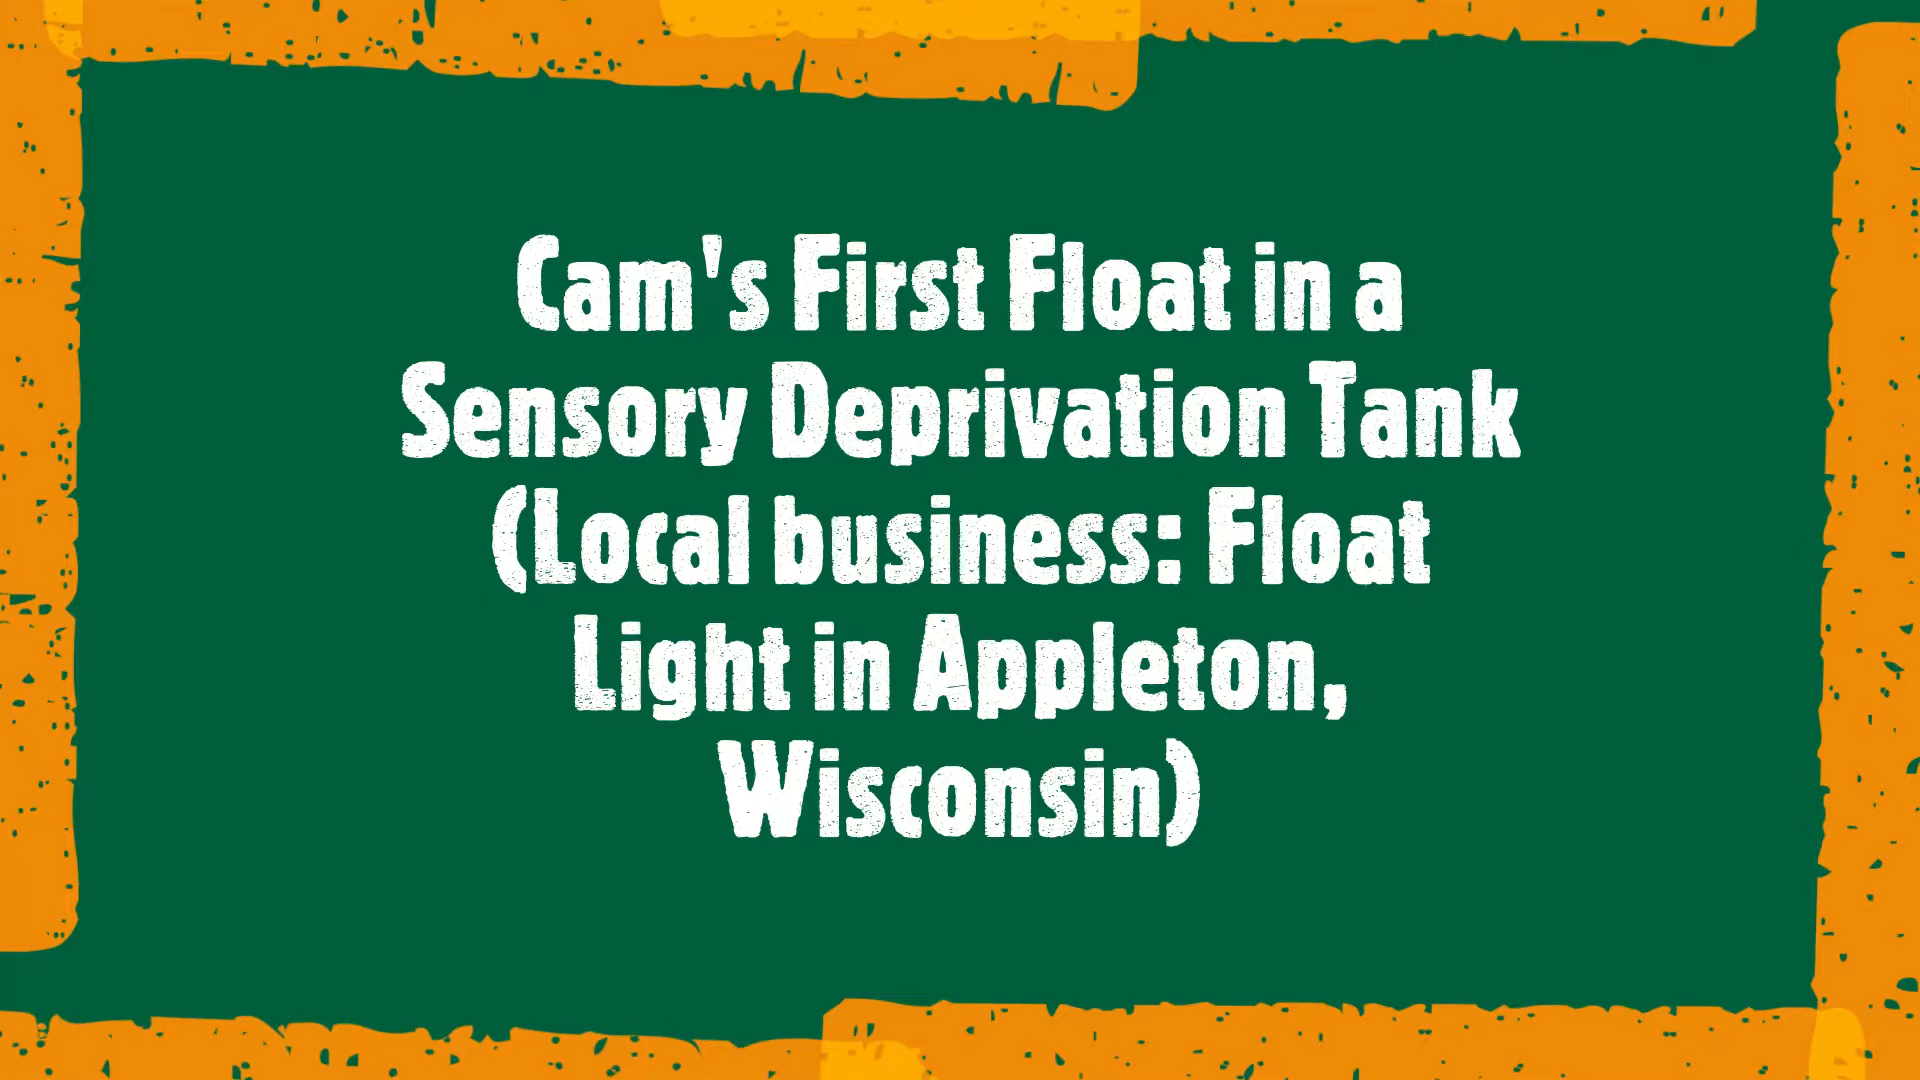 Cam's First Float in a
Sensory Deprivation Tank
(Local business: Float
Light in Appleton,
Wisconsin)